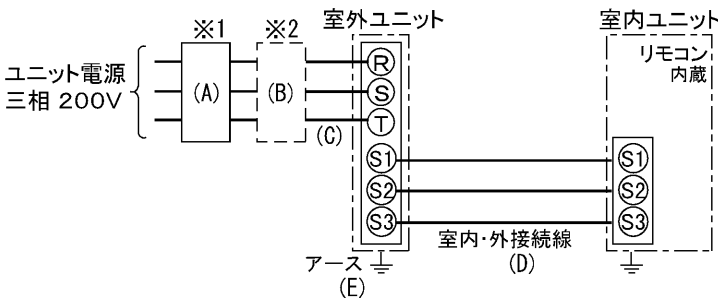 ※1
※2
室外ユニット
室内ユニット
リモコン
内蔵
ユニット電源
三相 200V
(A)
(B)
(C)
R
S
T
S1
S2
S3
S1
S2
S3
室内・外接続線
(D)
アース
(E)